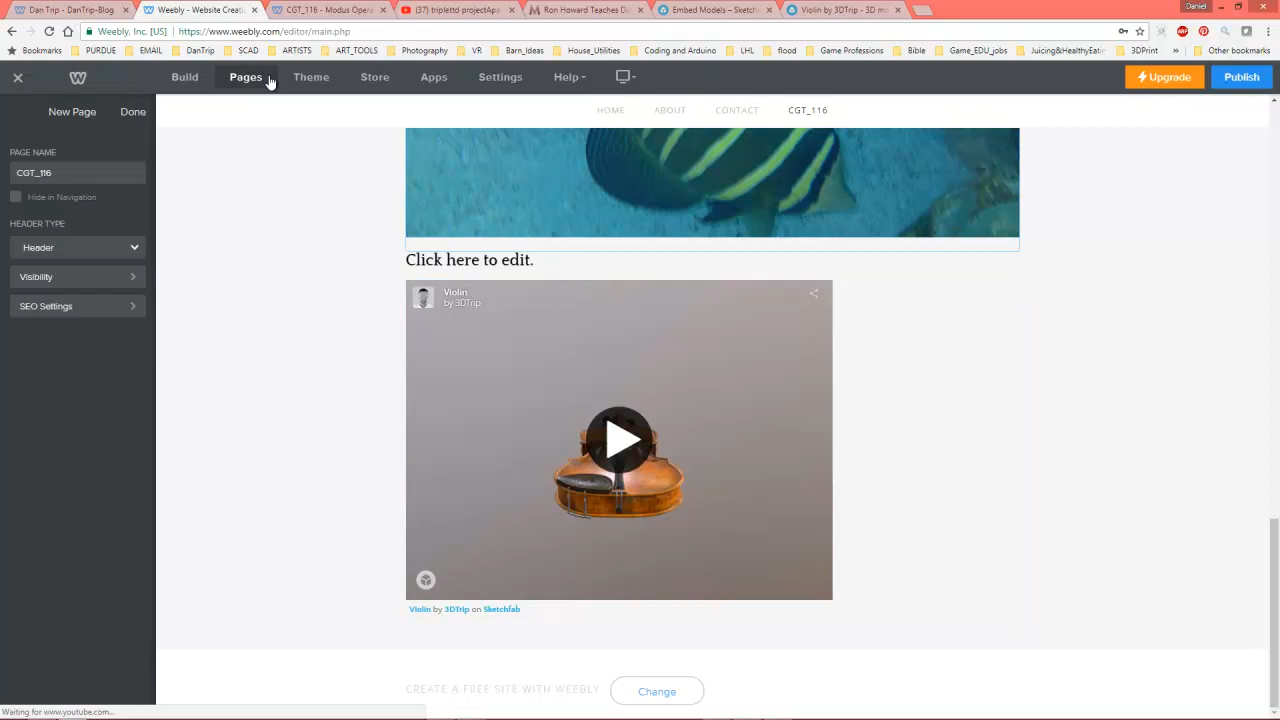 Daniel
Dan Trip - DanTrip-Blog
Weebly - Website Creati
CGT_116 - Modus Opera
(37) triplettd projectApa
Ron Howard Teaches D
Embed Models – Sketch
Violin by 3DTrip - 3D m
Weebly, Inc. [US]
https://www.weebly.com/editor/main.php
Bookmarks
PURDUE
EMAIL
DanTrip
SCAD
ARTISTS
ART_TOOLS
Photography
VR
Barn_Ideas
House_Utilities
Coding and Arduino
LHL
flood
Game Professions
Bible
Game_EDU_jobs
Juicing&HealthyEatin
3DPrint
»
Other bookmarks
Build
Pages
Theme
Store
Apps
Settings
Help
Upgrade
Publish
New Page
Done
HOME
ABOUT
CONTACT
CGT_116
PAGE NAME
CGT_116
Hide in Navigation
HEADER TYPE
Header
Visibility
SEO Settings
Click here to edit.
Violin
by 3DTrip
Violin by 3DTrip on Sketchfab
CREATE A FREE SITE WITH WEEBLY
Change
Waiting for www.youtube.com...